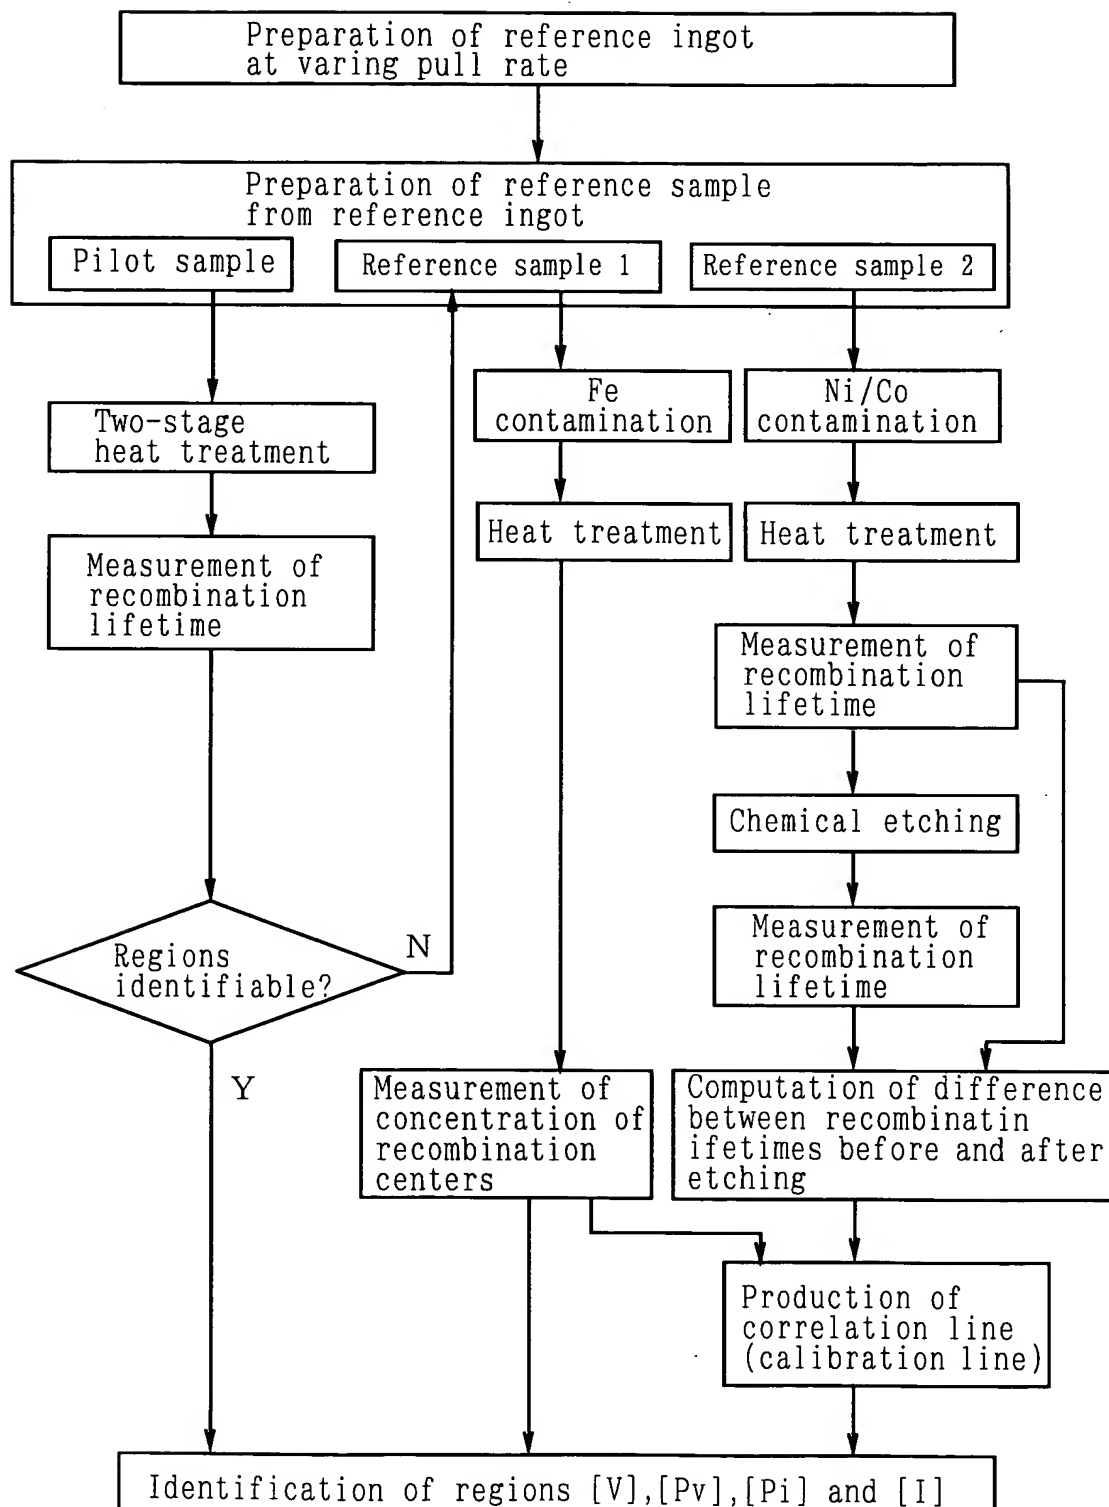 Preparation of reference ingot
at varing pull rate
Preparation of reference sample
from reference ingot
Pilot sample
Reference sample 1
Reference sample 2
Fe
contamination
Ni/Co
contamination
Two-stage
heat treatment
Heat treatment
Heat treatment
Measurement of
recombination
lifetime
Measurement of
recombination
lifetime
Chemical etching
Regions
identifiable?
N
Measurement of
recombination
lifetime
Y
Measurement of
concentration of
recombination
centers
Computation of difference
between recombinatin
ifetimes before and after
etching
Production of
correlation line
(calibration line)
Identification of regions [V],[Pv],[Pi] and [I]